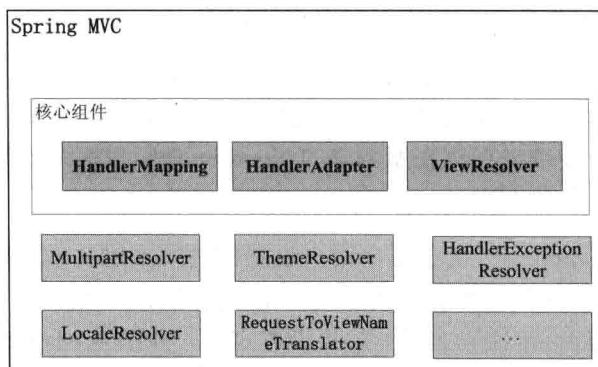 Spring MVC
核心组件
HandlerMapping
HandlerAdapter
ViewResolver
MultipartResolver
ThemeResolver
HandlerException
Resolver
LocaleResolver
RequestToViewNam
eTranslator
...